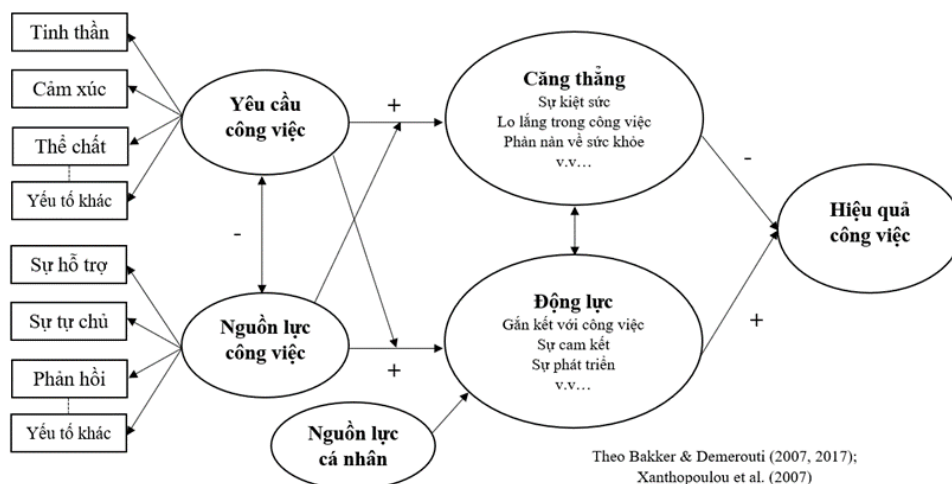 Tinh thần
Cảm xúc
Thể chất
Yếu tố khác
Sự hỗ trợ
Sự tự chủ
Phản hồi
Yếu tố khác
Yêu cầu
công việc
-
Nguồn lực
công việc
+
+
Căng thẳng
Sự kiệt sức
Lo lắng trong công việc
Phàn nàn về sức khỏe
v.v…
Động lực
Gắn kết với công việc
Sự cam kết
Sự phát triển
v.v…
Nguồn lực
cá nhân
-
+
Hiệu quả
công việc
Theo Bakker & Demerouti (2007, 2017);
Xanthopoulou et al. (2007)